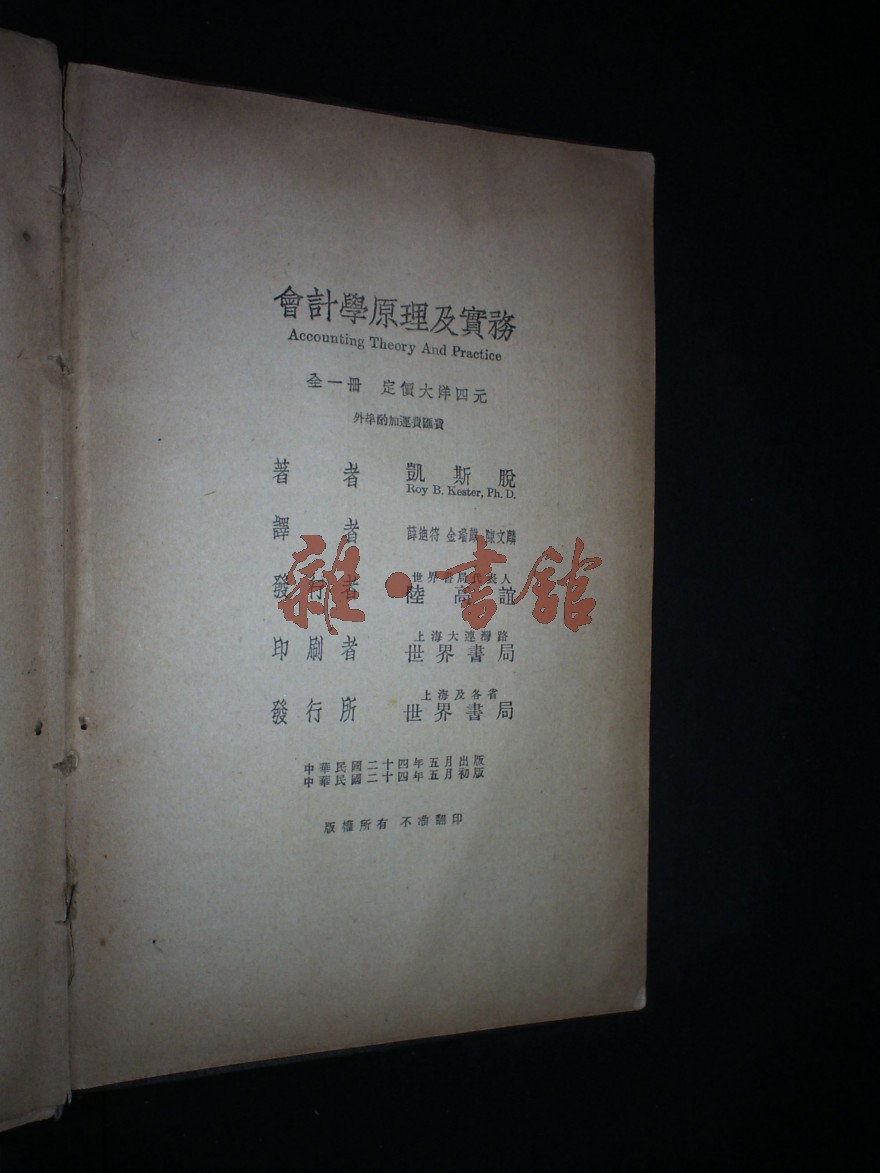 會計學原理及實務
Accounting Theory And Practice
全一冊 定價大洋四元
外埠酌加運費匯費
著者 凱斯脫
Roy B. Kester, Ph. D.
譯者 薛迪符 金 陳文麟
世界書局代表人
發行者 陸高誼
上海大連灣路
印刷者 世界書局
上海及各省
發行所 世界書局
中華民國二十四年五月出版
中華民國二十四年五月初版
版權所有 不准翻印
雜·書館